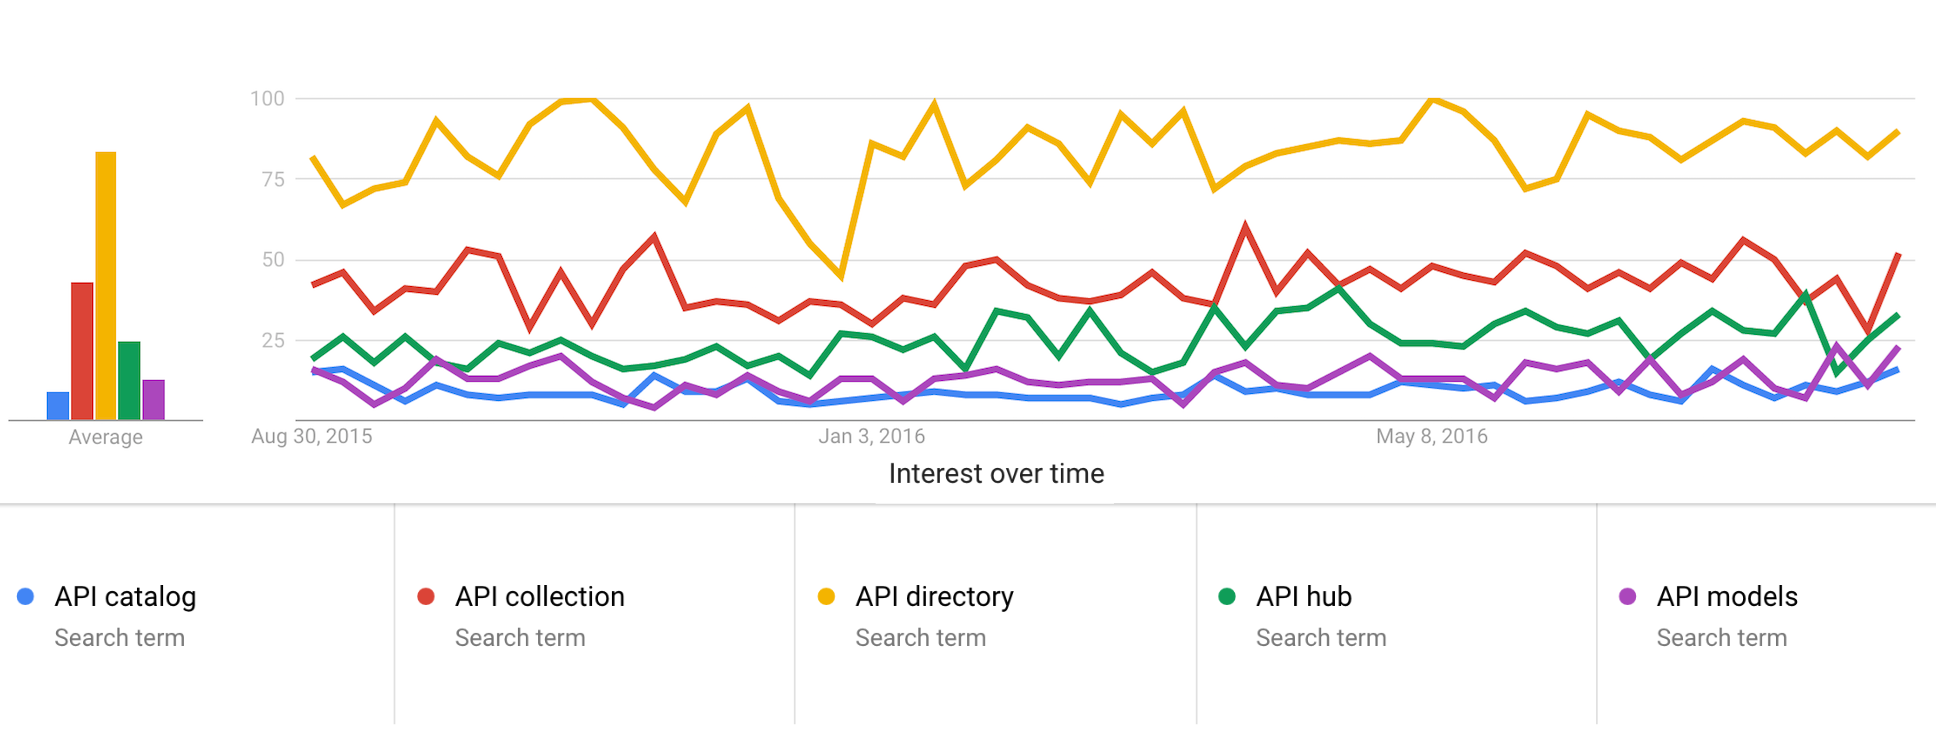 100
75
50
25
Average
Aug 30, 2015 Jan 3, 2016 May 8, 2016
Interest over time
API catalog
Search term
API collection
Search term
API directory
Search term
API hub
Search term
API models
Search term